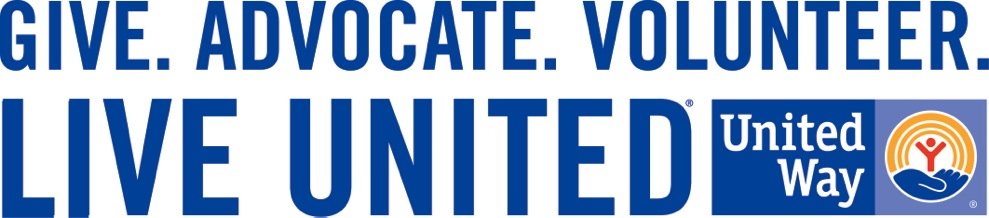 GIVE. ADVOCATE. VOLUNTEER.
LIVE UNITED®
United
Way
®